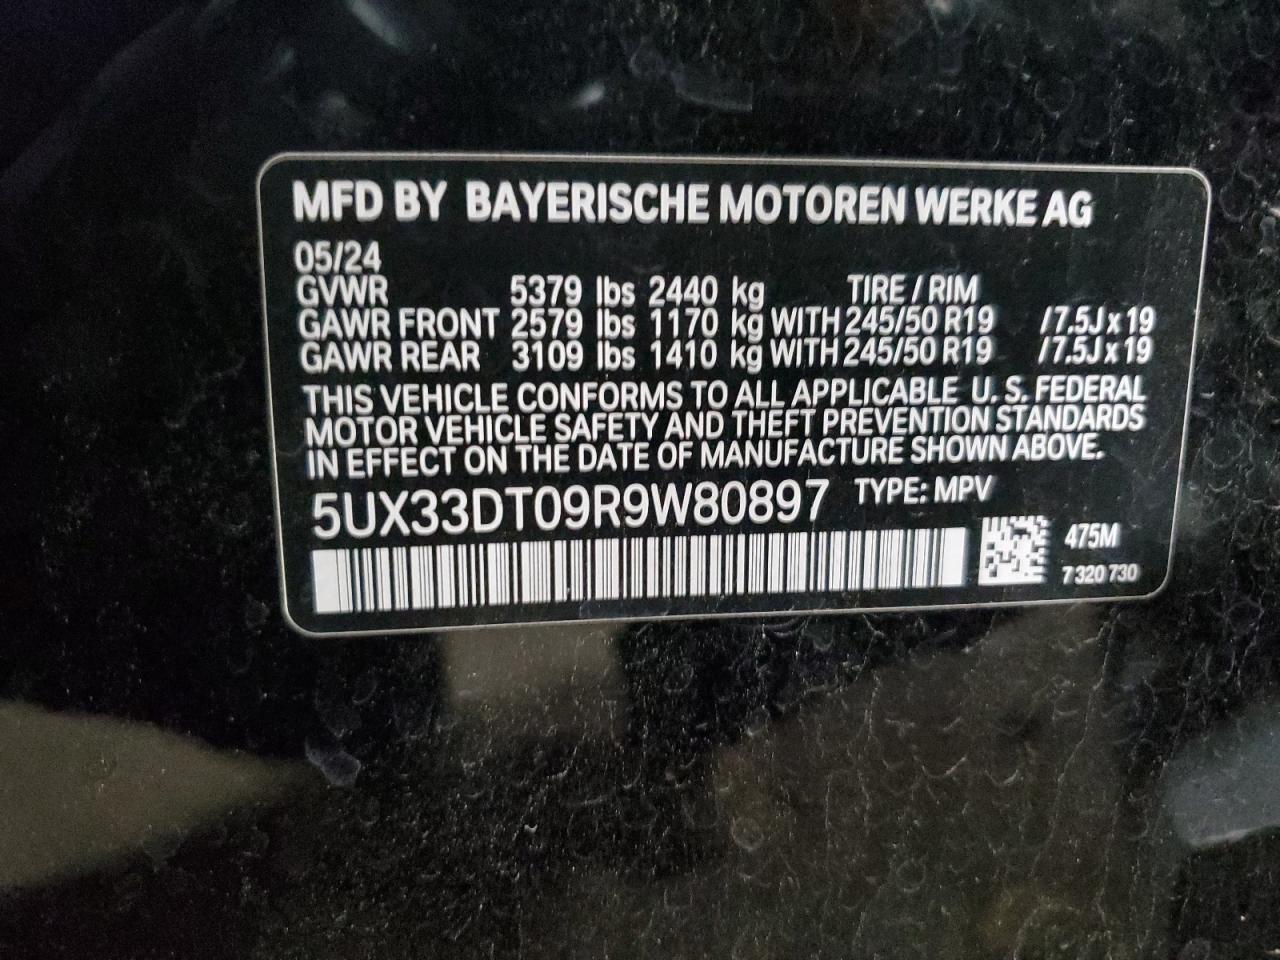 MFD BY BAYERISCHE MOTOREN WERKE AG
05/24
GVWR 5379 lbs 2440 kg TIRE / RIM
GAWR FRONT 2579 lbs 1170 kg WITH 245/50 R19 /7.5J x 19
GAWR REAR 3109 lbs 1410 kg WITH 245/50 R19 /7.5J x 19
THIS VEHICLE CONFORMS TO ALL APPLICABLE U.S. FEDERAL
MOTOR VEHICLE SAFETY AND THEFT PREVENTION STANDARDS
IN EFFECT ON THE DATE OF MANUFACTURE SHOWN ABOVE.
5UX33DT09R9W80897 TYPE: MPV
475M
7 320 730